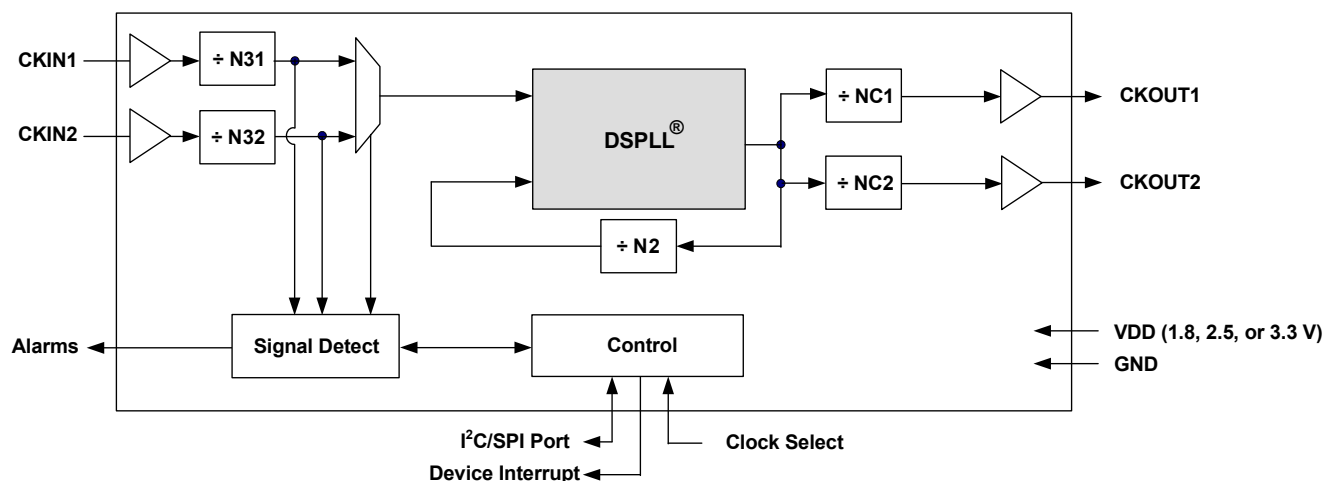 CKIN1
÷ N31
CKIN2
÷ N32
DSPLL®
÷ NC1
CKOUT1
÷ NC2
CKOUT2
÷ N2
Alarms
Signal Detect
Control
VDD (1.8, 2.5, or 3.3 V)
GND
I²C/SPI Port
Clock Select
Device Interrupt